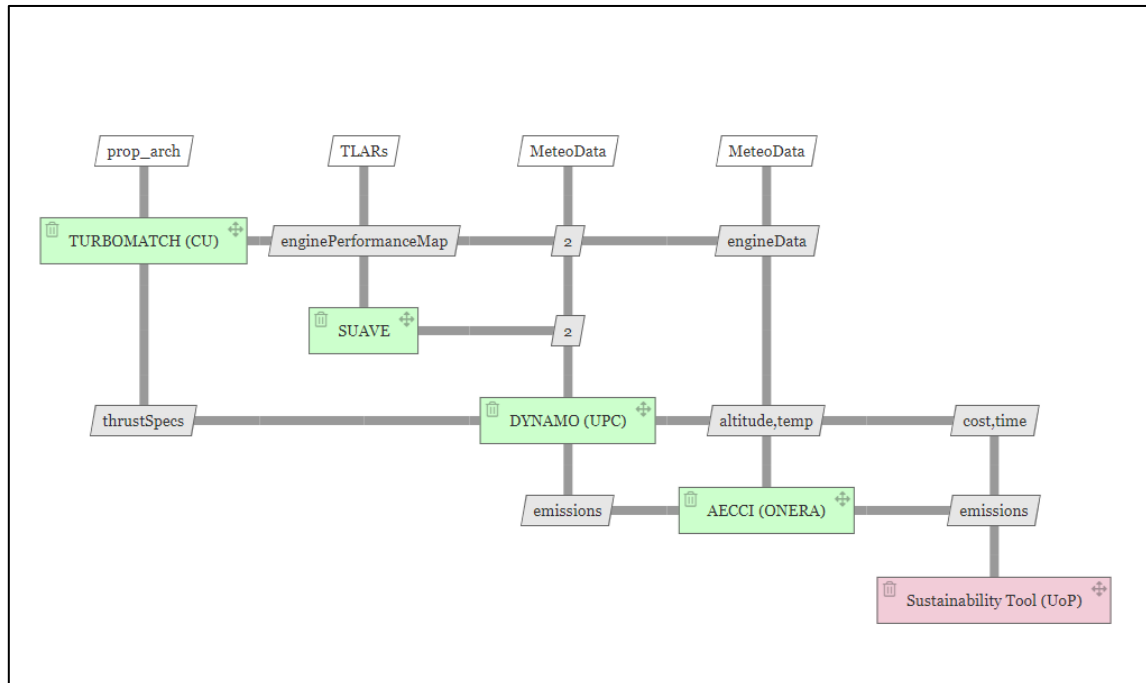 prop_arch
TLARs
MeteoData
MeteoData
TURBOMATCH (CU)
enginePerformanceMap
2
engineData
SUAVE
2
thrustSpecs
DYNAMO (UPC)
altitude,temp
cost,time
emissions
AECCI (ONERA)
emissions
Sustainability Tool (UoP)